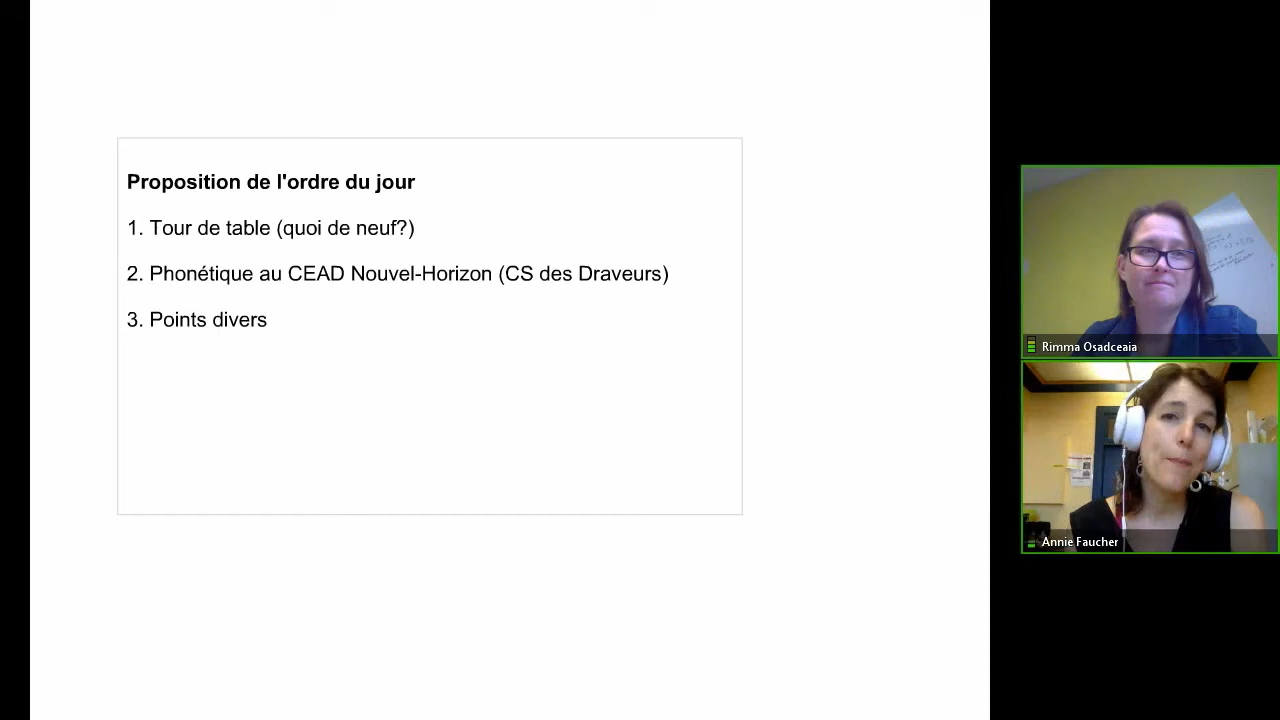 Proposition de l'ordre du jour
1. Tour de table (quoi de neuf?)
2. Phonétique au CEAD Nouvel-Horizon (CS des Draveurs)
3. Points divers
Rimma Osadceaia
Annie Faucher